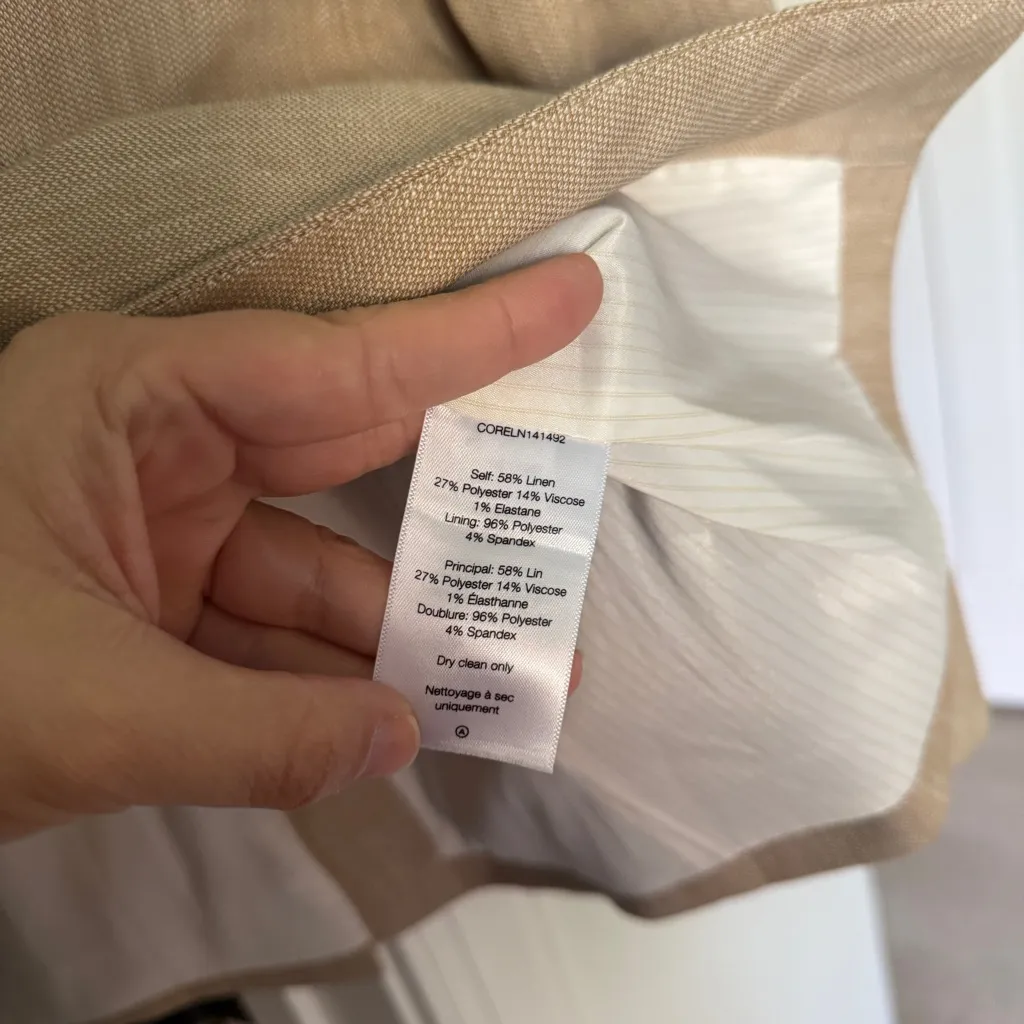 CORELN141492
Self: 58% Linen
27% Polyester 14% Viscose
1% Elastane
Lining: 96% Polyester
4% Spandex
Principal: 58% Lin
27% Polyester 14% Viscose
1% Élasthanne
Doublure: 96% Polyester
4% Spandex
Dry clean only
Nettoyage à sec
uniquement
A